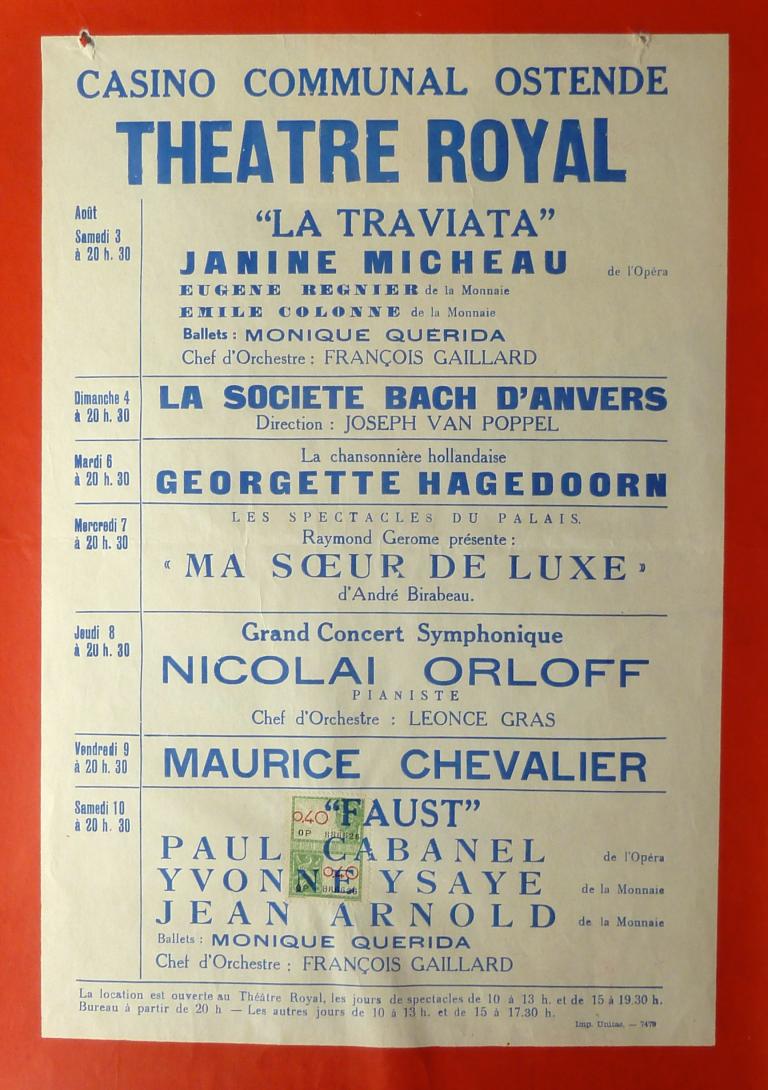 CASINO COMMUNAL OSTENDE
THEATRE ROYAL
Août
Samedi 3
à 20 h. 30
"LA TRAVIATA"
JANINE MICHEAU de l'Opéra
EUGENE REGNIER de la Monnaie
EMILE COLONNE de la Monnaie
Ballets : MONIQUE QUERIDA
Chef d'Orchestre : FRANÇOIS GAILLARD
Dimanche 4
à 20 h. 30
LA SOCIETE BACH D'ANVERS
Direction : JOSEPH VAN POPPEL
Mardi 6
à 20 h. 30
La chansonnière hollandaise
GEORGETTE HAGEDOORN
Mercredi 7
à 20 h. 30
LES SPECTACLES DU PALAIS.
Raymond Gerome présente :
« MA SŒUR DE LUXE »
d'André Birabeau.
Jeudi 8
à 20 h. 30
Grand Concert Symphonique
NICOLAI ORLOFF
PIANISTE
Chef d'Orchestre : LEONCE GRAS
Vendredi 9
à 20 h. 30
MAURICE CHEVALIER
Samedi 10
à 20 h. 30
"FAUST"
0,40
OP
PAUL CABANEL de l'Opéra
YVONNE YSAYE de la Monnaie
0,40
OP
JEAN ARNOLD de la Monnaie
Ballets : MONIQUE QUERIDA
Chef d'Orchestre : FRANÇOIS GAILLARD
La location est ouverte au Théâtre Royal, les jours de spectacles de 10 à 13 h. et de 15 à 19.30 h.
Bureau à partir de 20 h — Les autres jours de 10 à 13 h. et de 15 à 17.30 h.
Imp. Unitas. — 7479